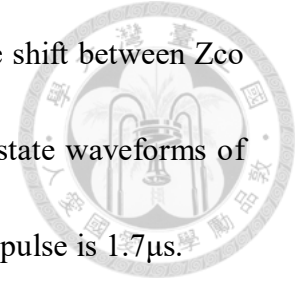 e shift between Zco
state waveforms of
pulse is 1.7μs.